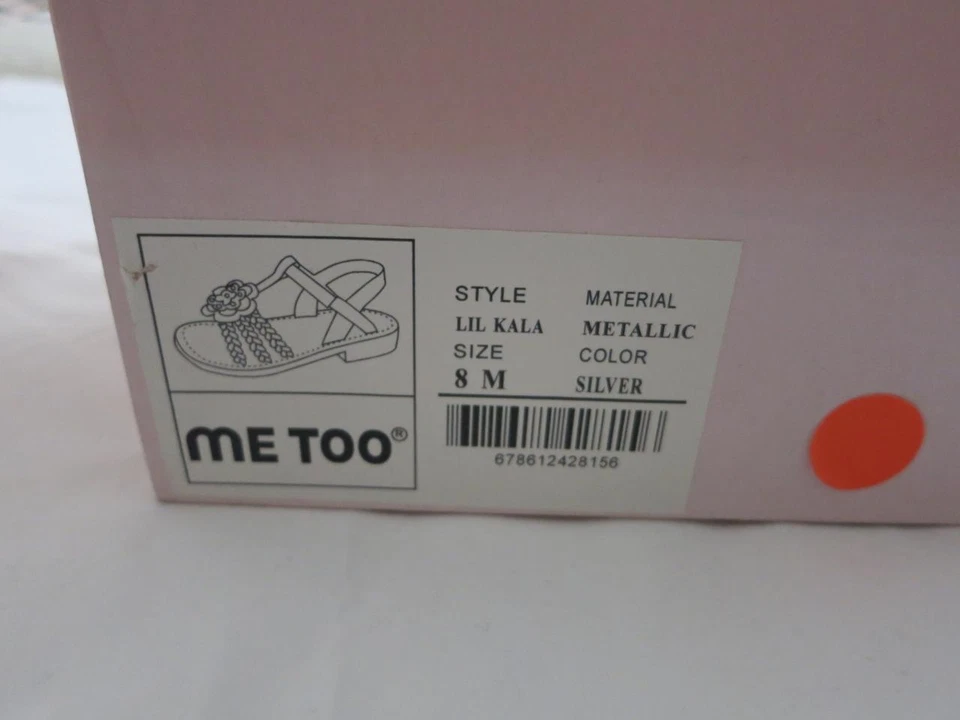 STYLE MATERIAL
LIL KALA METALLIC
SIZE COLOR
8 M SILVER
ME TOO®
678612428156